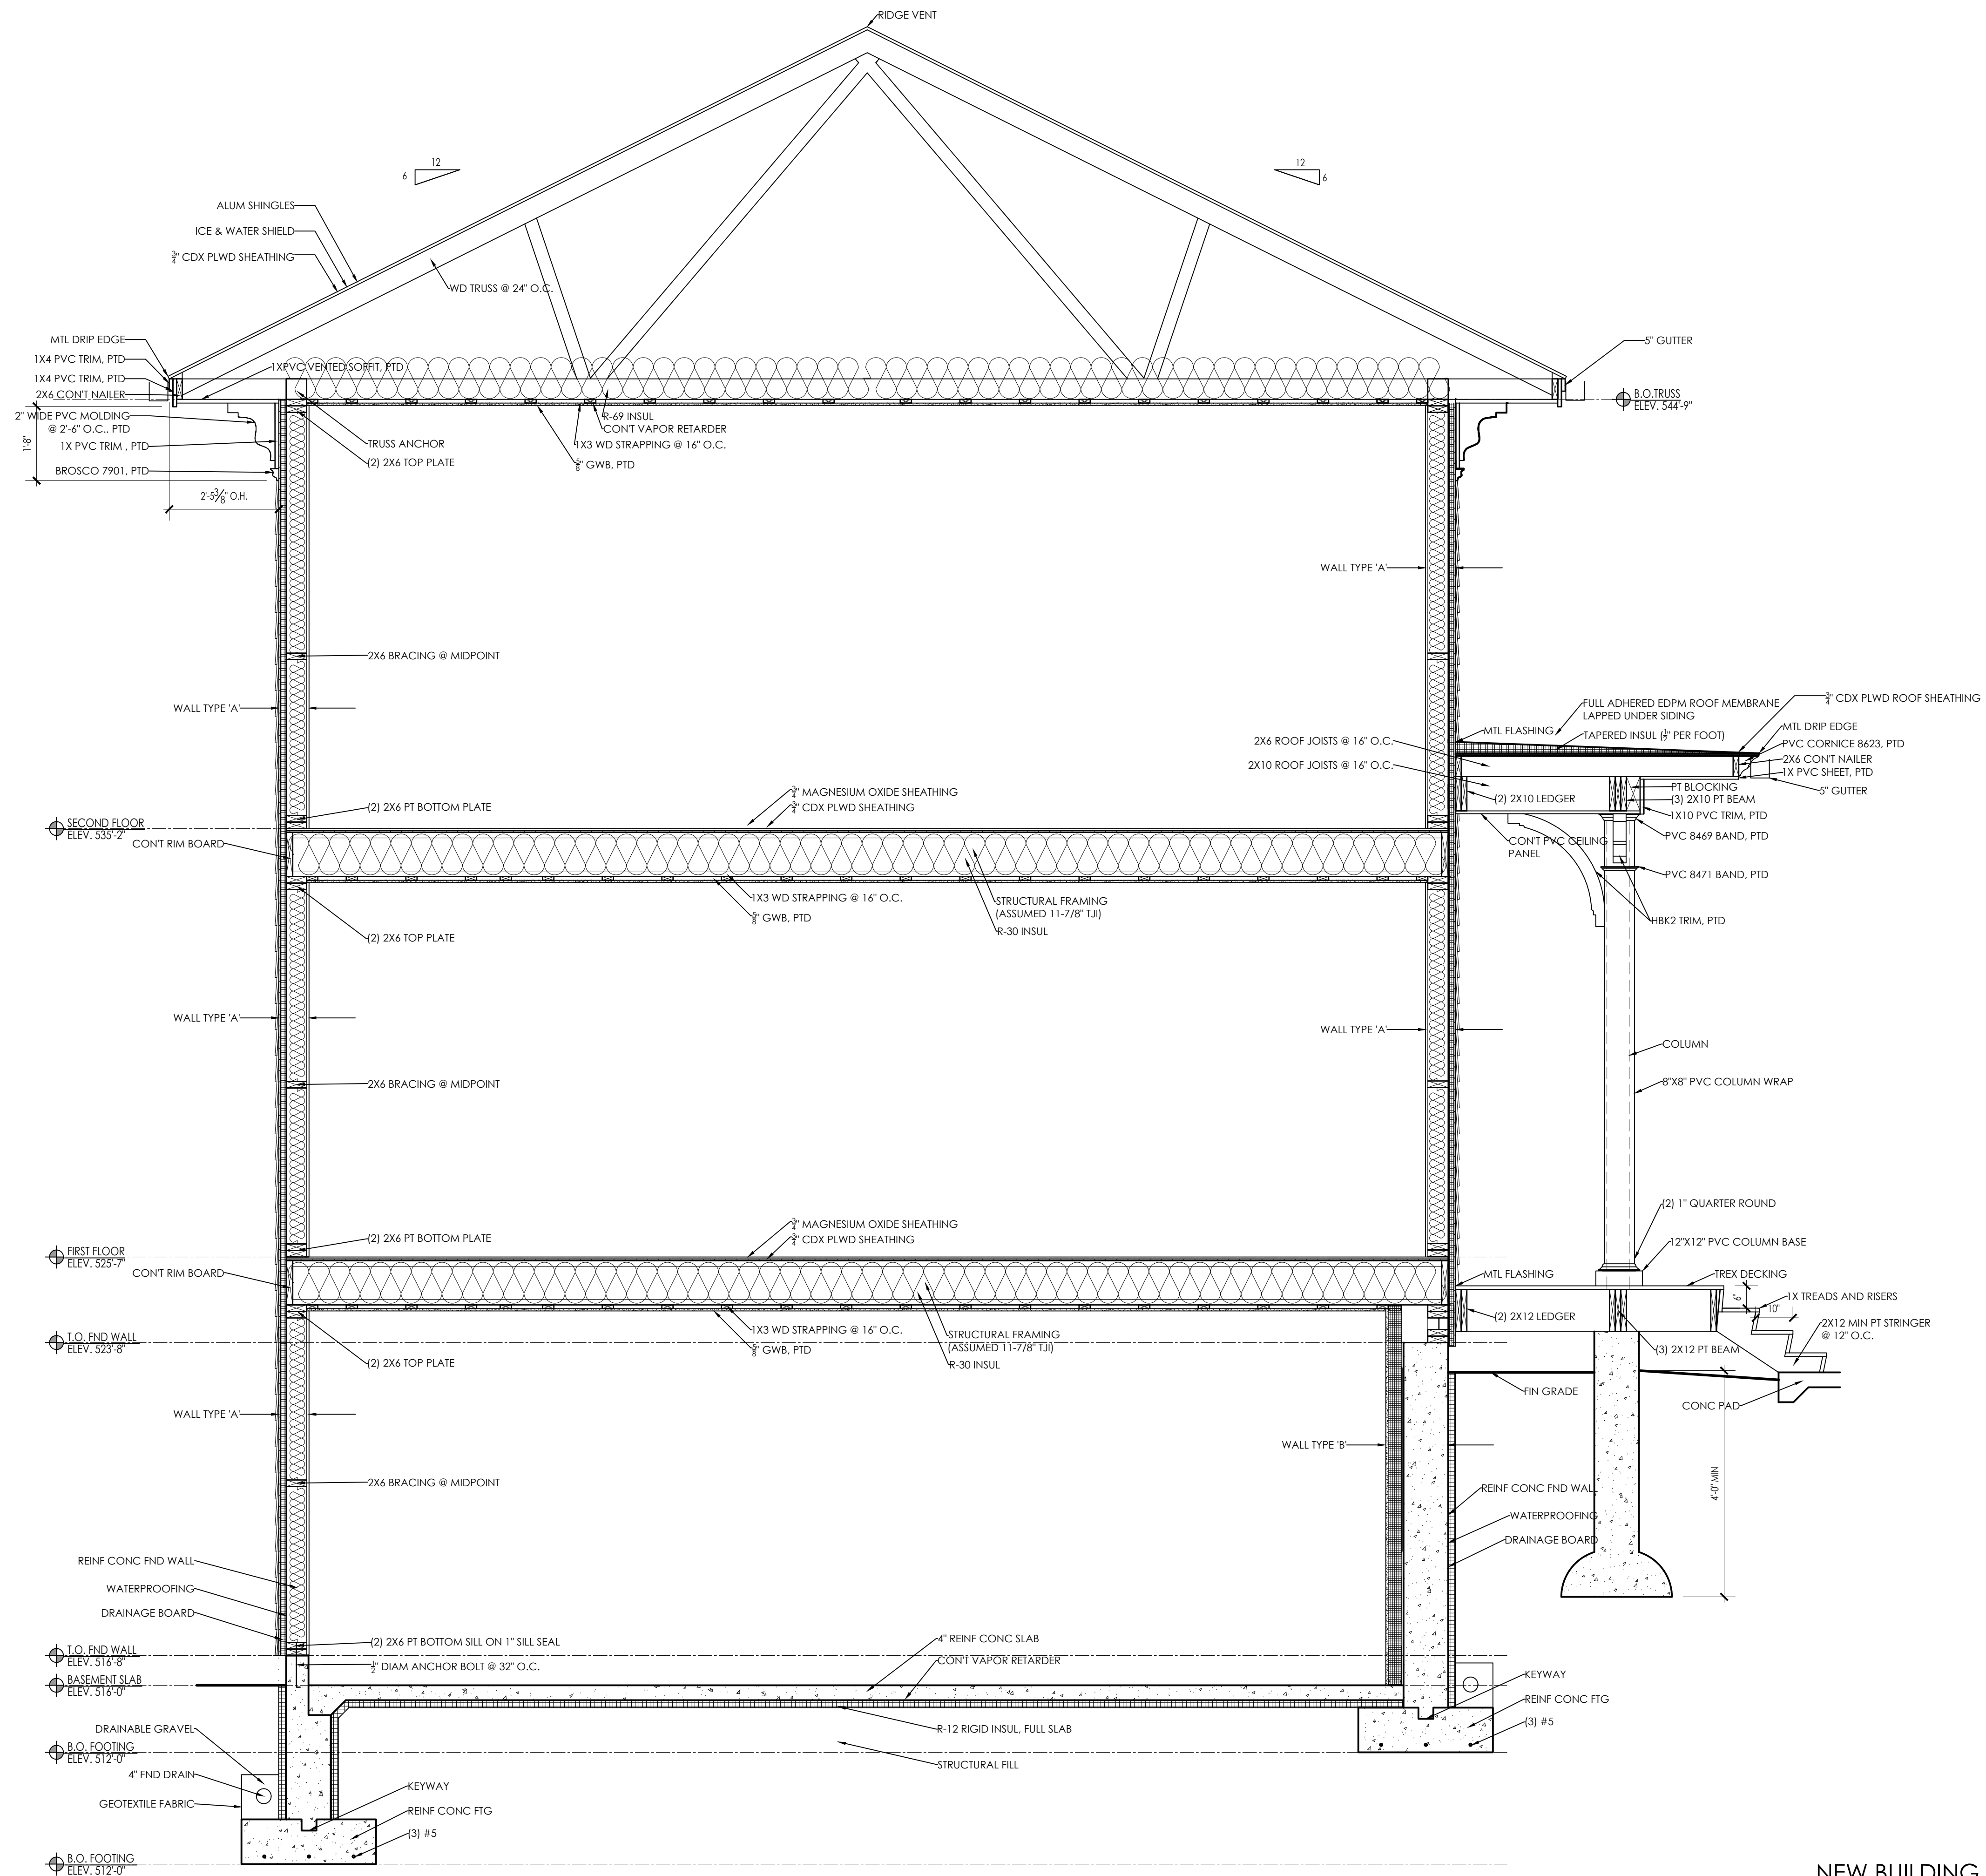 RIDGE VENT
12
6
12
6
ALUM SHINGLES
ICE & WATER SHIELD
3/4" CDX PLWD SHEATHING
WD TRUSS @ 24" O.C.
MTL DRIP EDGE
1X4 PVC TRIM, PTD
1X4 PVC TRIM, PTD
2X6 CON'T NAILER
2" WIDE PVC MOLDING
@ 2'-6" O.C., PTD
1X PVC TRIM , PTD
BROSCO 7901, PTD
1'-8"
2'-5 3/8" O.H.
1XPVC VENTED SOFFIT, PTD
TRUSS ANCHOR
(2) 2X6 TOP PLATE
R-69 INSUL
CON'T VAPOR RETARDER
1X3 WD STRAPPING @ 16" O.C.
5/8" GWB, PTD
5" GUTTER
B.O.TRUSS
ELEV. 544'-9"
WALL TYPE 'A'
2X6 BRACING @ MIDPOINT
WALL TYPE 'A'
FULL ADHERED EDPM ROOF MEMBRANE
LAPPED UNDER SIDING
3/4" CDX PLWD ROOF SHEATHING
MTL FLASHING
TAPERED INSUL (1/2" PER FOOT)
MTL DRIP EDGE
PVC CORNICE 8623, PTD
2X6 CON'T NAILER
1X PVC SHEET, PTD
5" GUTTER
2X6 ROOF JOISTS @ 16" O.C.
2X10 ROOF JOISTS @ 16" O.C.
(2) 2X10 LEDGER
PT BLOCKING
(3) 2X10 PT BEAM
1X10 PVC TRIM, PTD
PVC 8469 BAND, PTD
CON'T PVC CEILING
PANEL
PVC 8471 BAND, PTD
HBK2 TRIM, PTD
3/4" MAGNESIUM OXIDE SHEATHING
3/4" CDX PLWD SHEATHING
(2) 2X6 PT BOTTOM PLATE
SECOND FLOOR
ELEV. 535'-2"
CON'T RIM BOARD
1X3 WD STRAPPING @ 16" O.C.
5/8" GWB, PTD
STRUCTURAL FRAMING
(ASSUMED 11-7/8" TJI)
R-30 INSUL
(2) 2X6 TOP PLATE
WALL TYPE 'A'
WALL TYPE 'A'
COLUMN
8"X8" PVC COLUMN WRAP
2X6 BRACING @ MIDPOINT
(2) 1" QUARTER ROUND
12"X12" PVC COLUMN BASE
3/4" MAGNESIUM OXIDE SHEATHING
3/4" CDX PLWD SHEATHING
(2) 2X6 PT BOTTOM PLATE
FIRST FLOOR
ELEV. 525'-7"
CON'T RIM BOARD
MTL FLASHING
TREX DECKING
6"
10"
1X TREADS AND RISERS
2X12 MIN PT STRINGER
@ 12" O.C.
(2) 2X12 LEDGER
(3) 2X12 PT BEAM
1X3 WD STRAPPING @ 16" O.C.
5/8" GWB, PTD
STRUCTURAL FRAMING
(ASSUMED 11-7/8" TJI)
R-30 INSUL
T.O. FND WALL
ELEV. 523'-8"
(2) 2X6 TOP PLATE
FIN GRADE
CONC PAD
WALL TYPE 'A'
WALL TYPE 'B'
4'-0" MIN
2X6 BRACING @ MIDPOINT
REINF CONC FND WALL
WATERPROOFING
DRAINAGE BOARD
REINF CONC FND WALL
WATERPROOFING
DRAINAGE BOARD
(2) 2X6 PT BOTTOM SILL ON 1" SILL SEAL
1/2" DIAM ANCHOR BOLT @ 32" O.C.
4" REINF CONC SLAB
CON'T VAPOR RETARDER
T.O. FND WALL
ELEV. 516'-8"
BASEMENT SLAB
ELEV. 516'-0"
KEYWAY
REINF CONC FTG
(3) #5
R-12 RIGID INSUL, FULL SLAB
STRUCTURAL FILL
DRAINABLE GRAVEL
B.O. FOOTING
ELEV. 512'-0"
4" FND DRAIN
GEOTEXTILE FABRIC
KEYWAY
REINF CONC FTG
(3) #5
B.O. FOOTING
ELEV. 512'-0"
NEW BUILDING